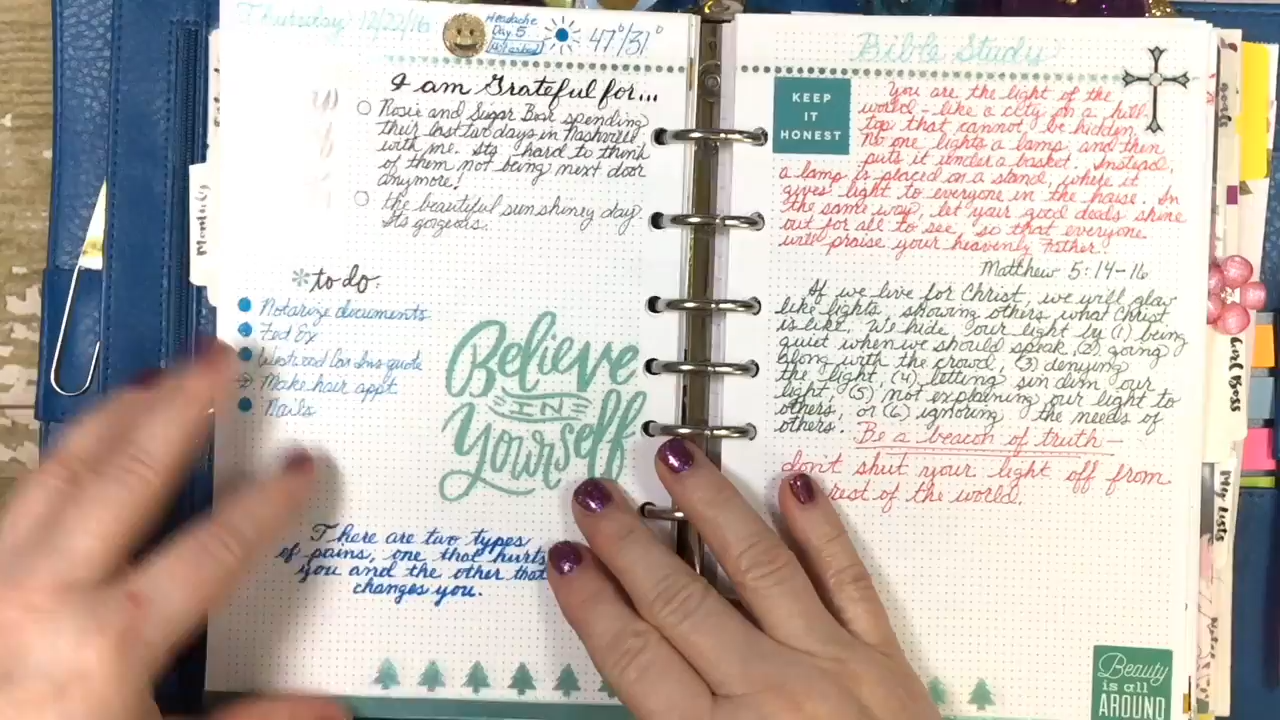 Thursday 12/22/16
Headache
Day 5
47°/31°
I am Grateful for...
Rosie and Sugar Bear spending
their last two days in Nashville
with me. Its hard to think
of them not being next door
anymore!
the beautiful sunshiney day.
Its gorgeous.
to do:
Notarize documents
Fed Ex
Westwood Car Ins quote
Make hair appt
Nails
Believe
IN
Yourself
There are two types
of pains, one that hurts
you and the other that
changes you.
Monthly
Bible Study
KEEP
IT
HONEST
You are the light of the
world - like a city on a hill-
top that cannot be hidden.
No one lights a lamp and then
puts it under a basket. Instead,
a lamp is placed on a stand, where it
gives light to everyone in the house. In
the same way, let your good deeds shine
out for all to see, so that everyone
will praise your heavenly Father.
Matthew 5:14-16
If we live for Christ, we will glow
like lights, showing others what Christ
is like. We hide our light by (1) being
quiet when we should speak, (2) going
along with the crowd, (3) denying
the light, (4) letting sin dim our
light, (5) not explaining our light to
others, or (6) ignoring the needs of
others.
Be a beacon of truth-
don't shut your light off from
rest of the world.
Beauty
is all
AROUND
Goals
Girl Boss
My Lists